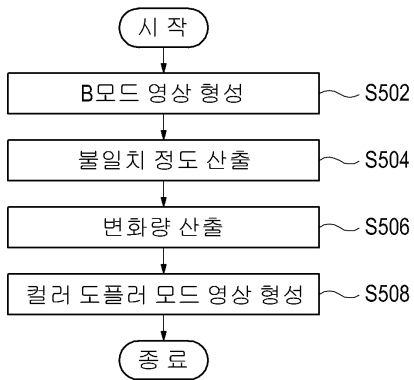 시 작
B모드 영상 형성
S502
불일치 정도 산출
S504
변화량 산출
S506
컬러 도플러 모드 영상 형성
S508
종 료